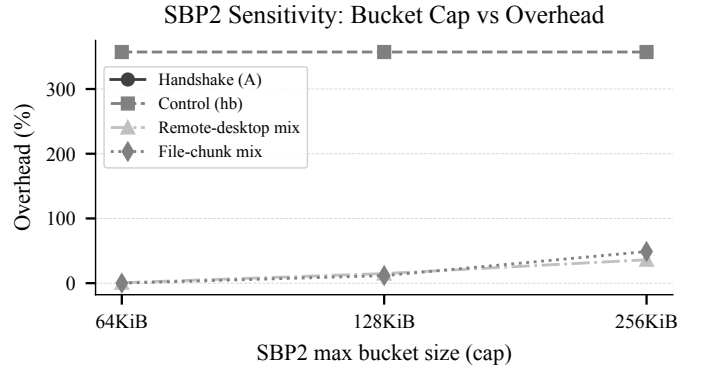 SBP2 Sensitivity: Bucket Cap vs Overhead
Overhead (%)
300
200
100
0
Handshake (A)
Control (hb)
Remote-desktop mix
File-chunk mix
64KiB
128KiB
256KiB
SBP2 max bucket size (cap)